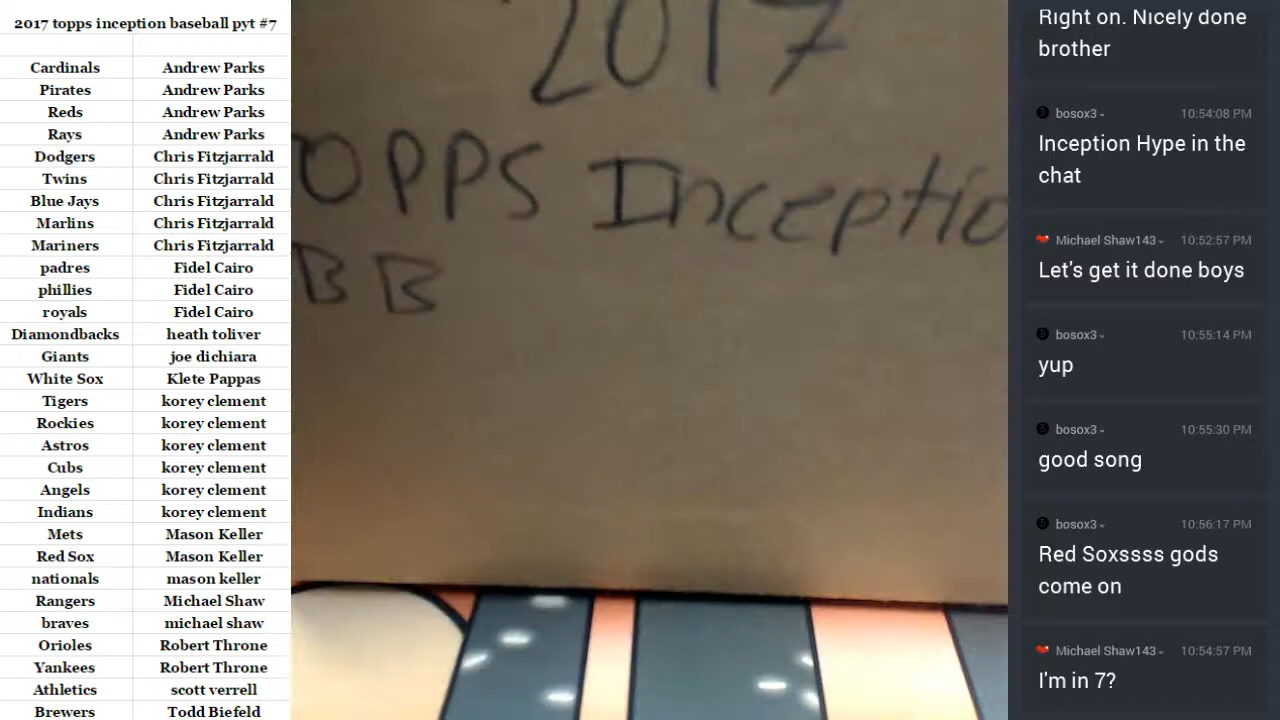 2017 topps inception baseball pyt #7
Cardinals Andrew Parks
Pirates Andrew Parks
Reds Andrew Parks
Rays Andrew Parks
Dodgers Chris Fitzjarrald
Twins Chris Fitzjarrald
Blue Jays Chris Fitzjarrald
Marlins Chris Fitzjarrald
Mariners Chris Fitzjarrald
padres Fidel Cairo
phillies Fidel Cairo
royals Fidel Cairo
Diamondbacks heath toliver
Giants joe dichiara
White Sox Klete Pappas
Tigers korey clement
Rockies korey clement
Astros korey clement
Cubs korey clement
Angels korey clement
Indians korey clement
Mets Mason Keller
Red Sox Mason Keller
nationals mason keller
Rangers Michael Shaw
braves michael shaw
Orioles Robert Throne
Yankees Robert Throne
Athletics scott verrell
Brewers Todd Biefeld
2017
TOPPS Inceptio
BB
Right on. Nicely done
brother
bosox3 10:54:08 PM
Inception Hype in the
chat
Michael Shaw143 10:52:57 PM
Let's get it done boys
bosox3 10:55:14 PM
yup
bosox3 10:55:30 PM
good song
bosox3 10:56:17 PM
Red Soxssss gods
come on
Michael Shaw143 10:54:57 PM
I'm in 7?